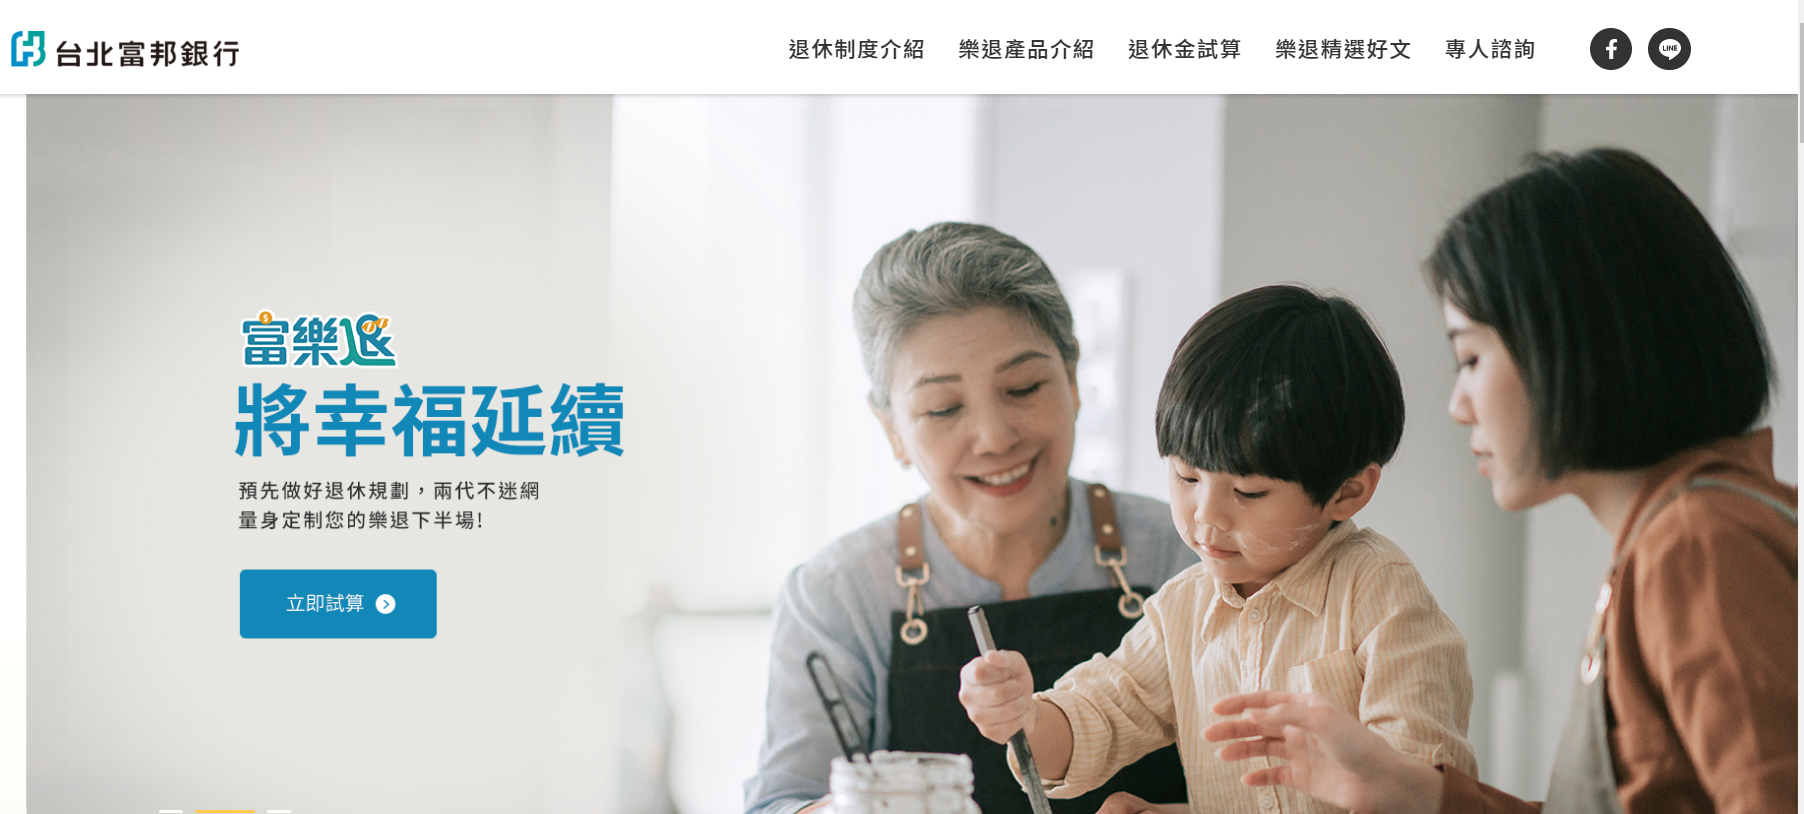 台北富邦銀行
退休制度介紹
樂退產品介紹
退休金試算
樂退精選好文
專人諮詢
LINE
富樂退
將幸福延續
預先做好退休規劃，兩代不迷網
量身定制您的樂退下半場!
立即試算